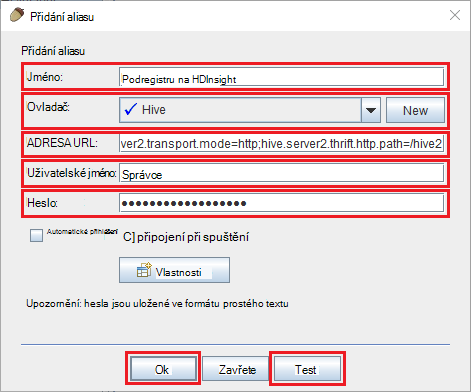 Přidání aliasu
Přidání aliasu
Jméno: Podregistru na HDInsight
Ovladač: Hive New
ADRESA URL: ver2.transport.mode=http;hive.server2.thrift.http.path=/hive2
Uživatelské jméno: Správce
Heslo: ●●●●●●●●●●●●●●●●●●
Automatické přihlášení C] připojení při spuštění
Vlastnosti
Upozornění: hesla jsou uložené ve formátu prostého textu
Ok Zavřete Test